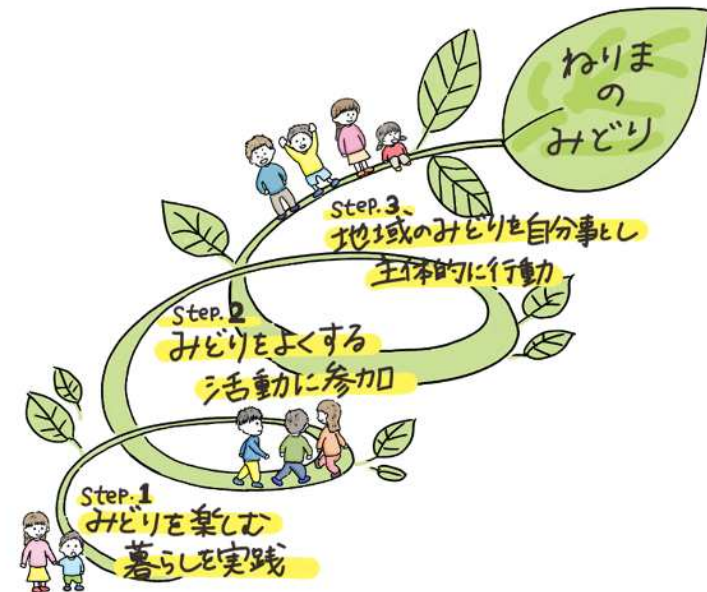 ねりま
の
みどり
Step.3、
地域のみどりを自分事とし
主体的に行動
Step.2
みどりをよくする
活動に参加
Step.1
みどりを楽しむ
暮らしを実践